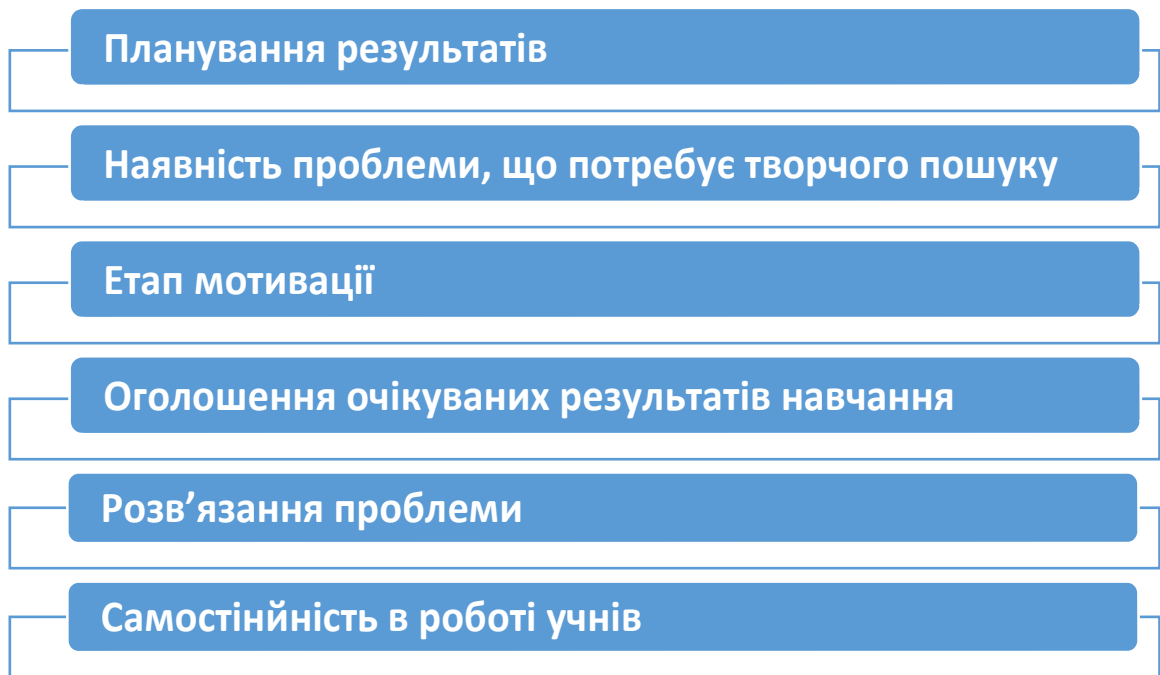 Планування результатів
Наявність проблеми, що потребує творчого пошуку
Етап мотивації
Оголошення очікуваних результатів навчання
Розв’язання проблеми
Самостінйність в роботі учнів